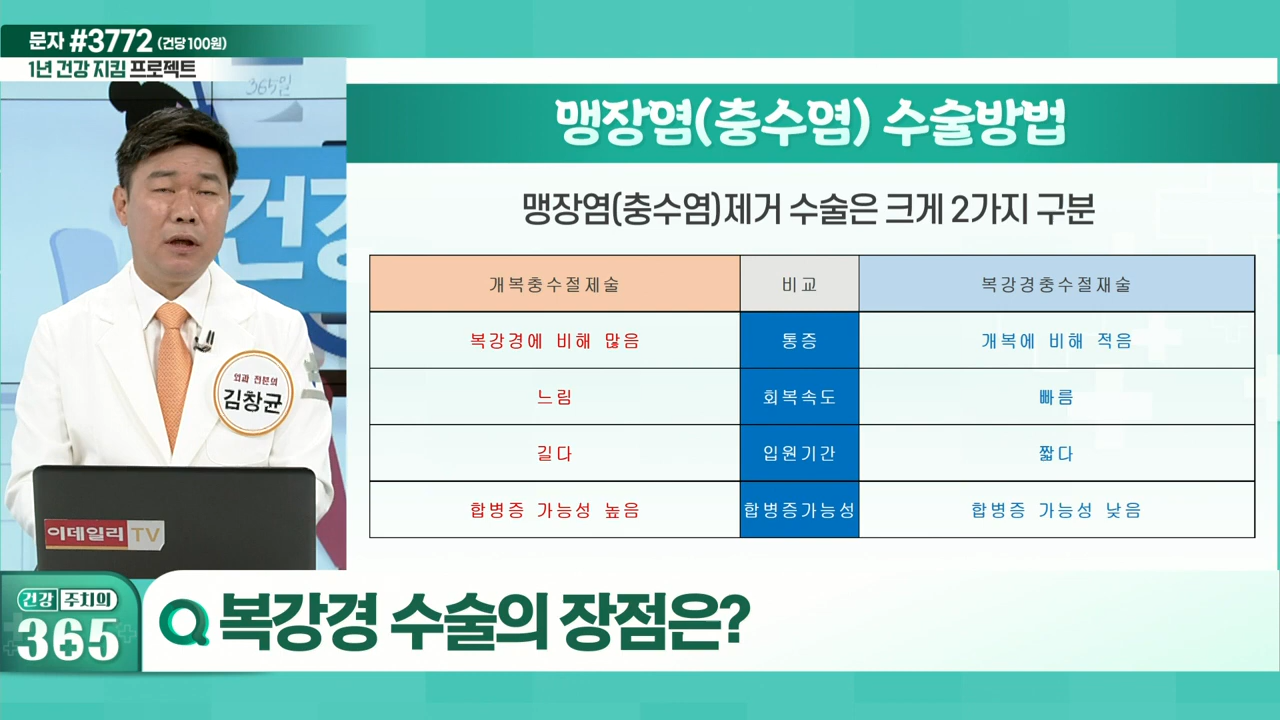 문자 #3772 (건당 100원)
1년 건강 지킴 프로젝트
365일
건강
맹장염(충수염) 수술방법
맹장염(충수염)제거 수술은 크게 2가지 구분
개복충수절제술 비교 복강경충수절재술
복강경에 비해 많음 통증 개복에 비해 적음
느림 회복속도 빠름
길다 입원기간 짧다
합병증 가능성 높음 합병증가능성 합병증 가능성 낮음
외과 전문의
김창균
이데일리 TV
건강 주치의
365
Q 복강경 수술의 장점은?